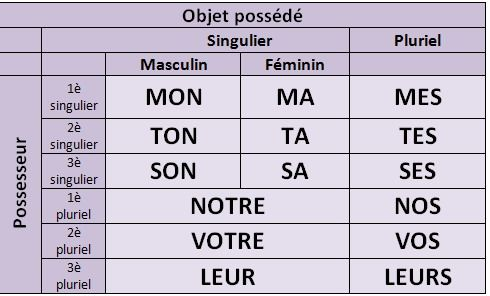 Objet possédé
Singulier Pluriel
Masculin Féminin
Possesseur
1è
singulier
MON MA MES
2è
singulier
TON TA TES
3è
singulier
SON SA SES
1è
pluriel
NOTRE NOS
2è
pluriel
VOTRE VOS
3è
pluriel
LEUR LEURS